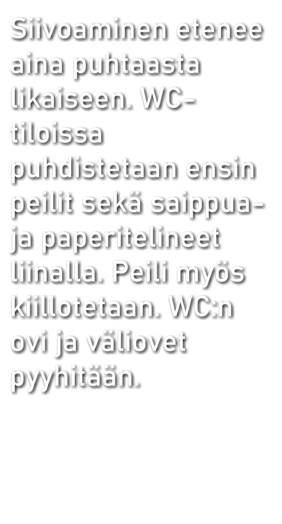 Siivoaminen etenee
aina puhtaasta
likaiseen. WC-
tiloissa
puhdistetaan ensin
peilit sekä saippua-
ja paperitelineet
liinalla. Peili myös
kiillotetaan. WC:n
ovi ja väliovet
pyyhitään.